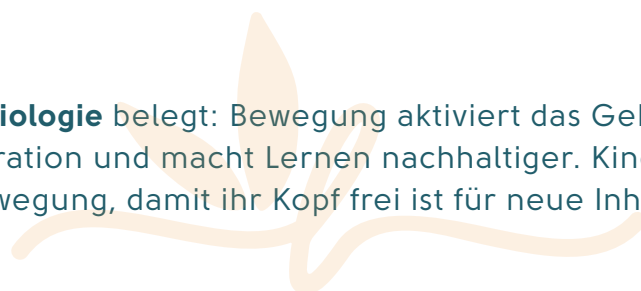 iologie belegt: Bewegung aktiviert das Geh
ration und macht Lernen nachhaltiger. Kin
wegung, damit ihr Kopf frei ist für neue Inh